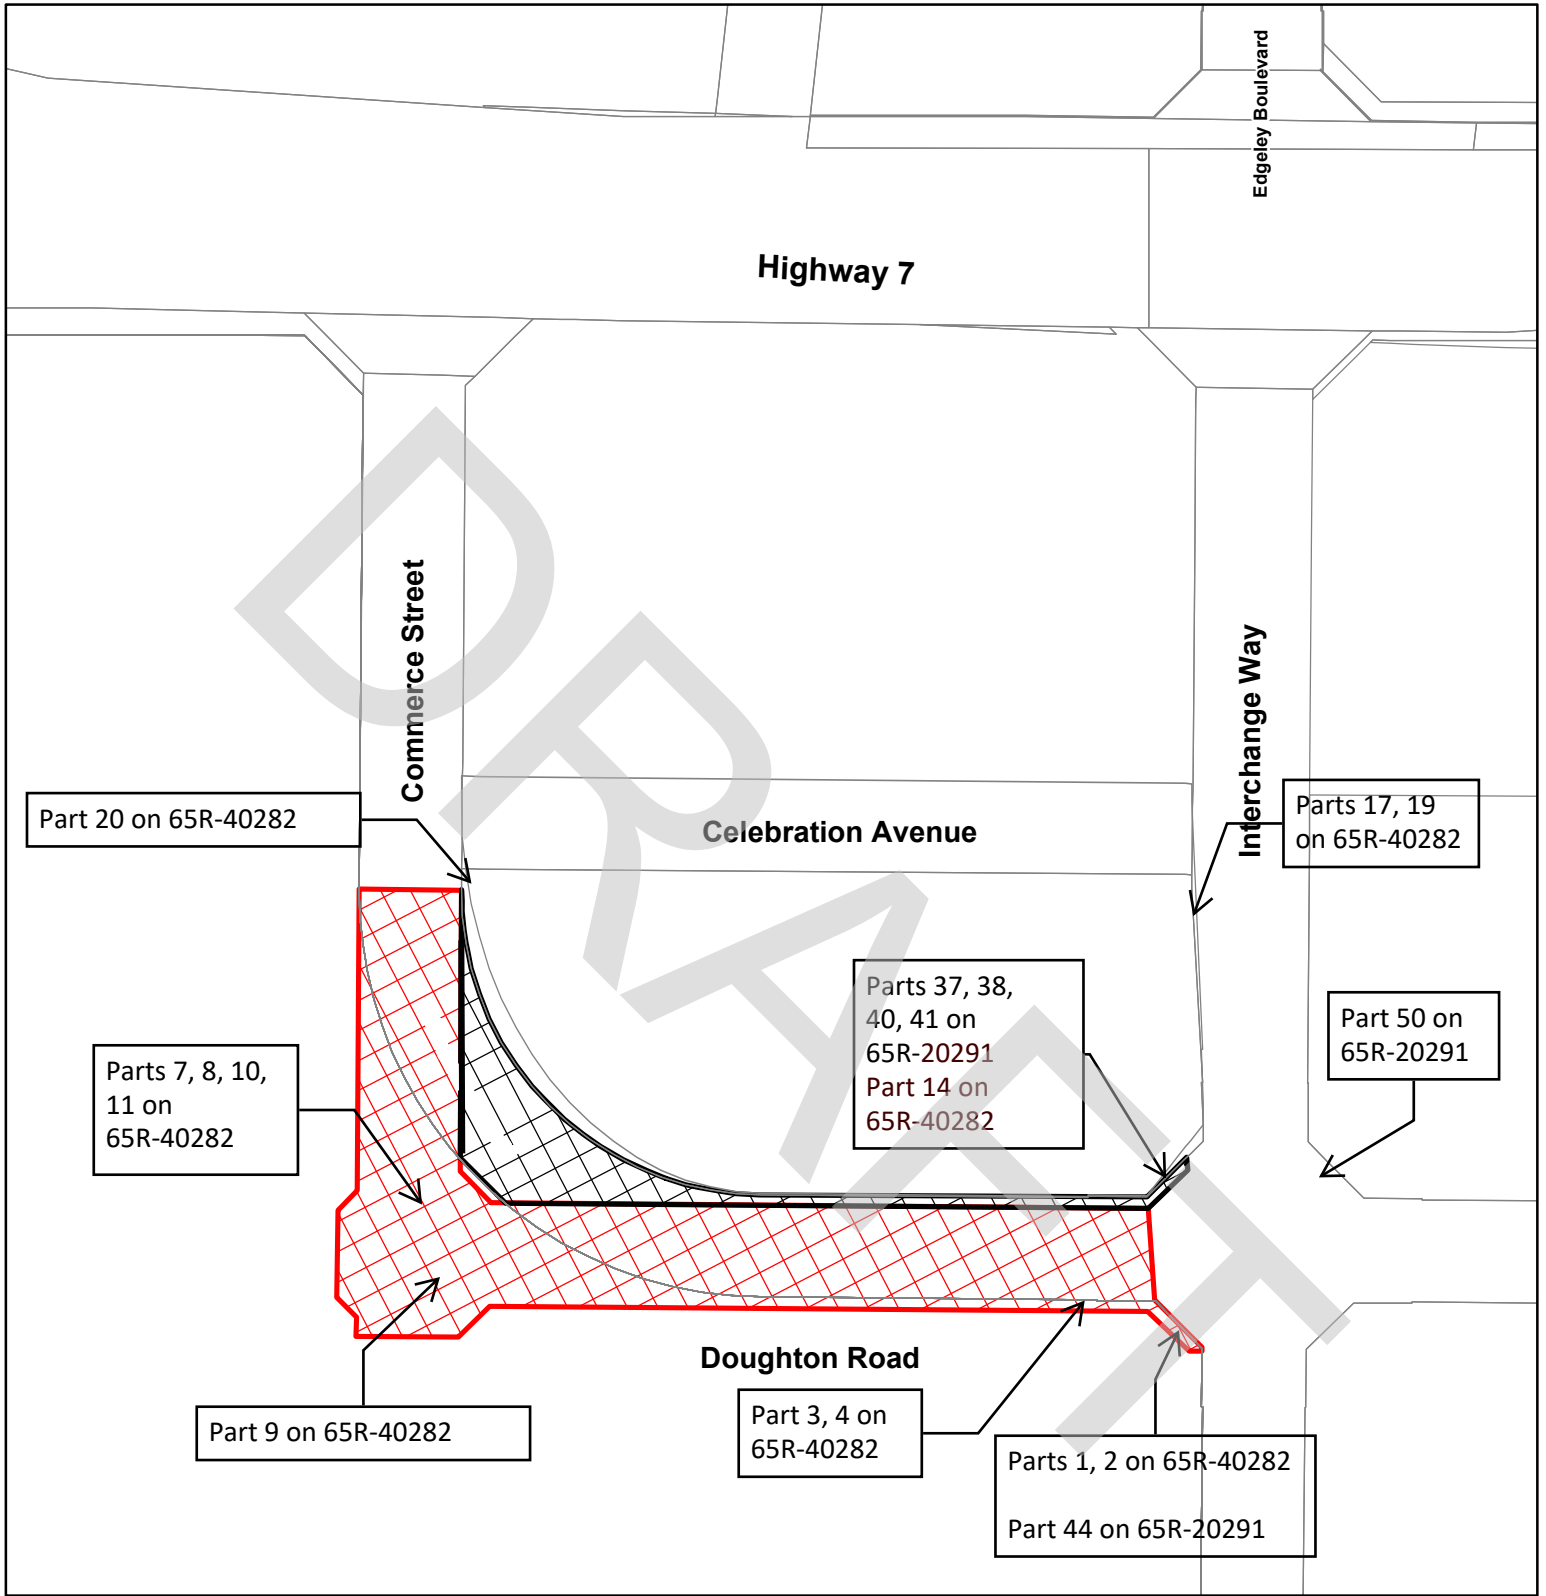 Edgeley Boulevard
Highway 7
Commerce Street
Interchange Way
Part 20 on 65R-40282
Celebration Avenue
Parts 17, 19
on 65R-40282
Parts 37, 38,
40, 41 on
65R-20291
Part 14 on
65R-40282
Part 50 on
65R-20291
Parts 7, 8, 10,
11 on
65R-40282
DRAFT
Doughton Road
Part 9 on 65R-40282
Part 3, 4 on
65R-40282
Parts 1, 2 on 65R-40282
Part 44 on 65R-20291